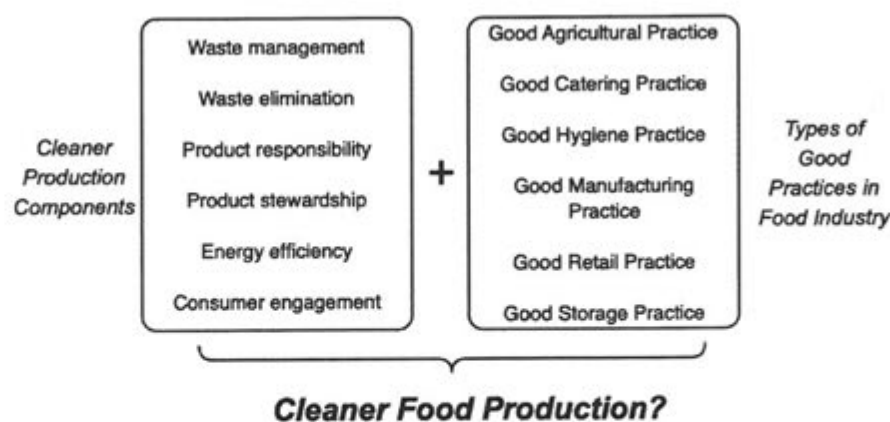 Cleaner
Production
Components
Waste management
Waste elimination
Product responsibility
Product stewardship
Energy efficiency
Consumer engagement
+
Good Agricultural Practice
Good Catering Practice
Good Hygiene Practice
Good Manufacturing
Practice
Good Retail Practice
Good Storage Practice
Types of
Good
Practices in
Food Industry
Cleaner Food Production?